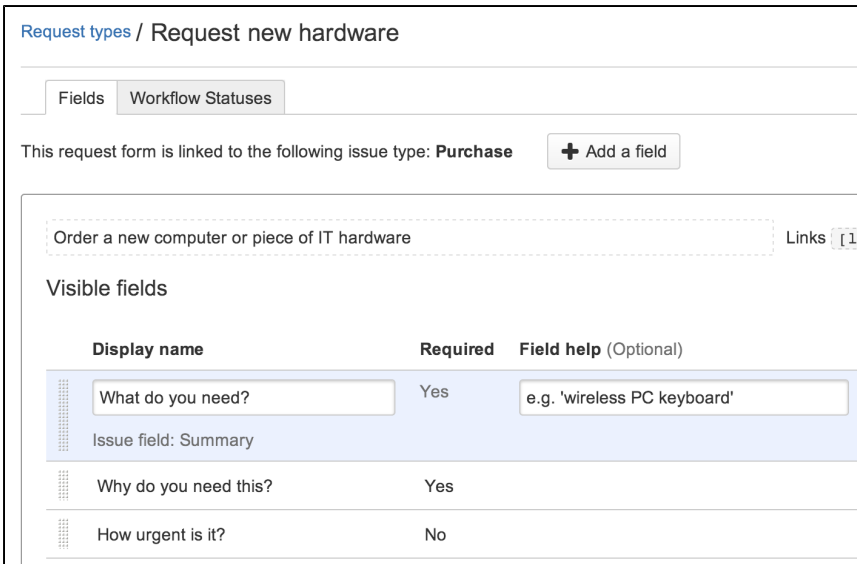 Request types / Request new hardware
Fields Workflow Statuses
This request form is linked to the following issue type: Purchase + Add a field
Order a new computer or piece of IT hardware Links [l
Visible fields
Display name Required Field help (Optional)
What do you need? Yes e.g. 'wireless PC keyboard'
Issue field: Summary
Why do you need this? Yes
How urgent is it? No